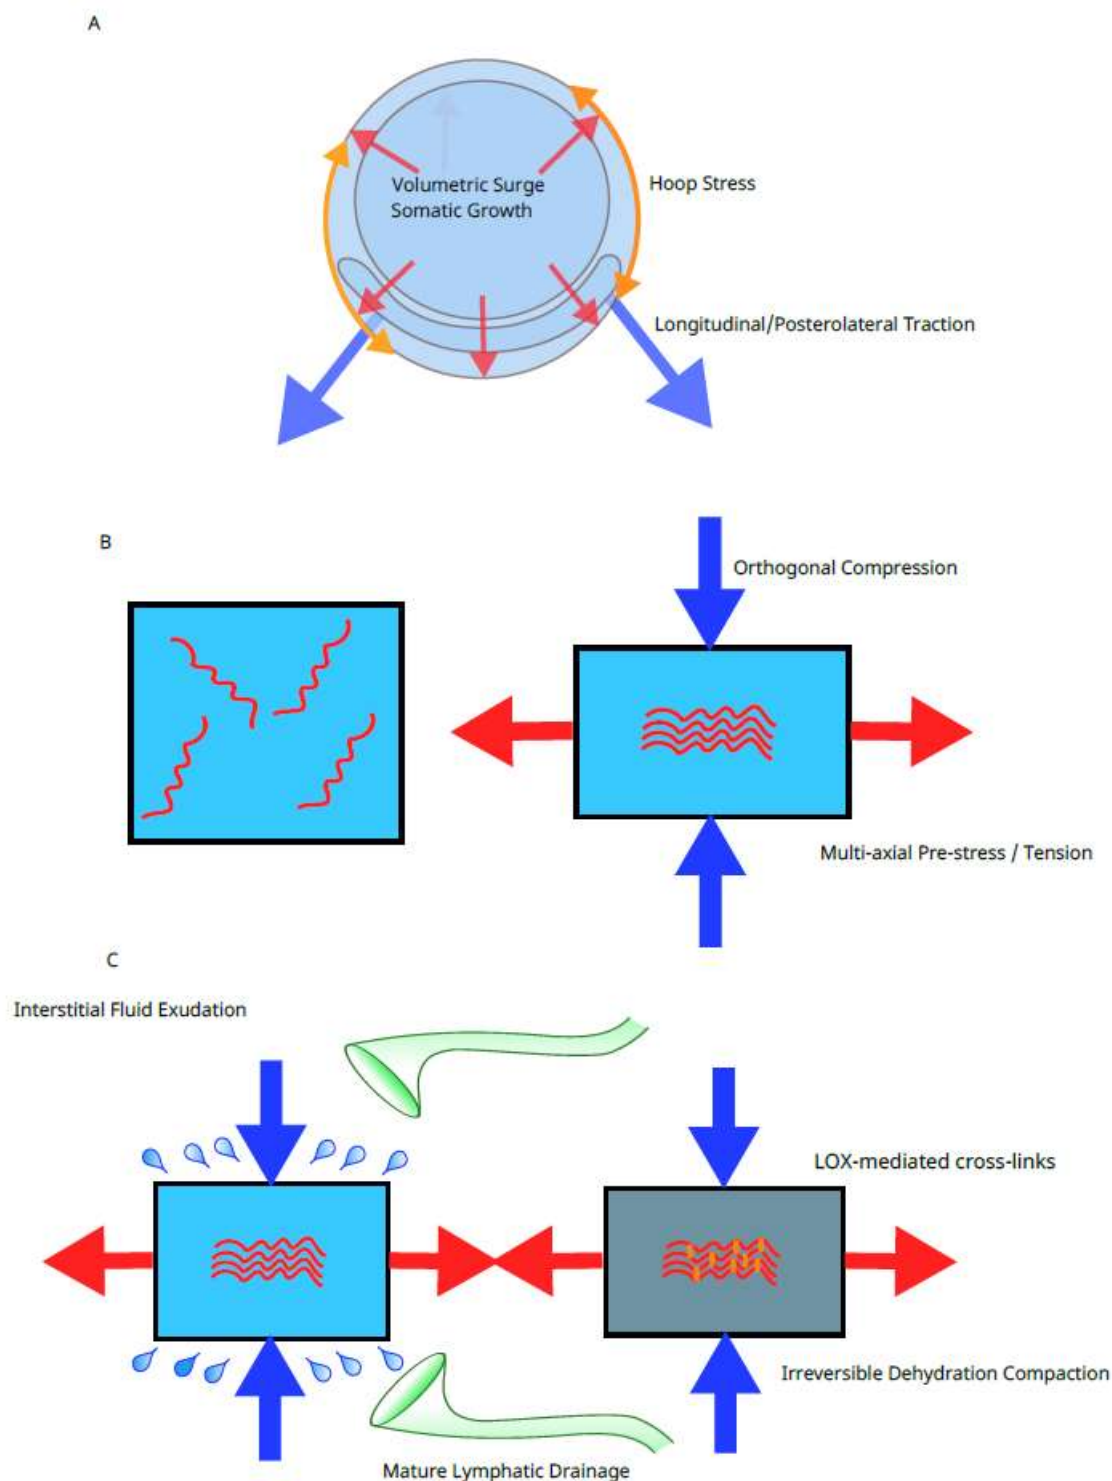 A
Volumetric Surge
Somatic Growth
Hoop Stress
Longitudinal/Posterolateral Traction
B
Orthogonal Compression
Multi-axial Pre-stress / Tension
C
Interstitial Fluid Exudation
LOX-mediated cross-links
Irreversible Dehydration Compaction
Mature Lymphatic Drainage